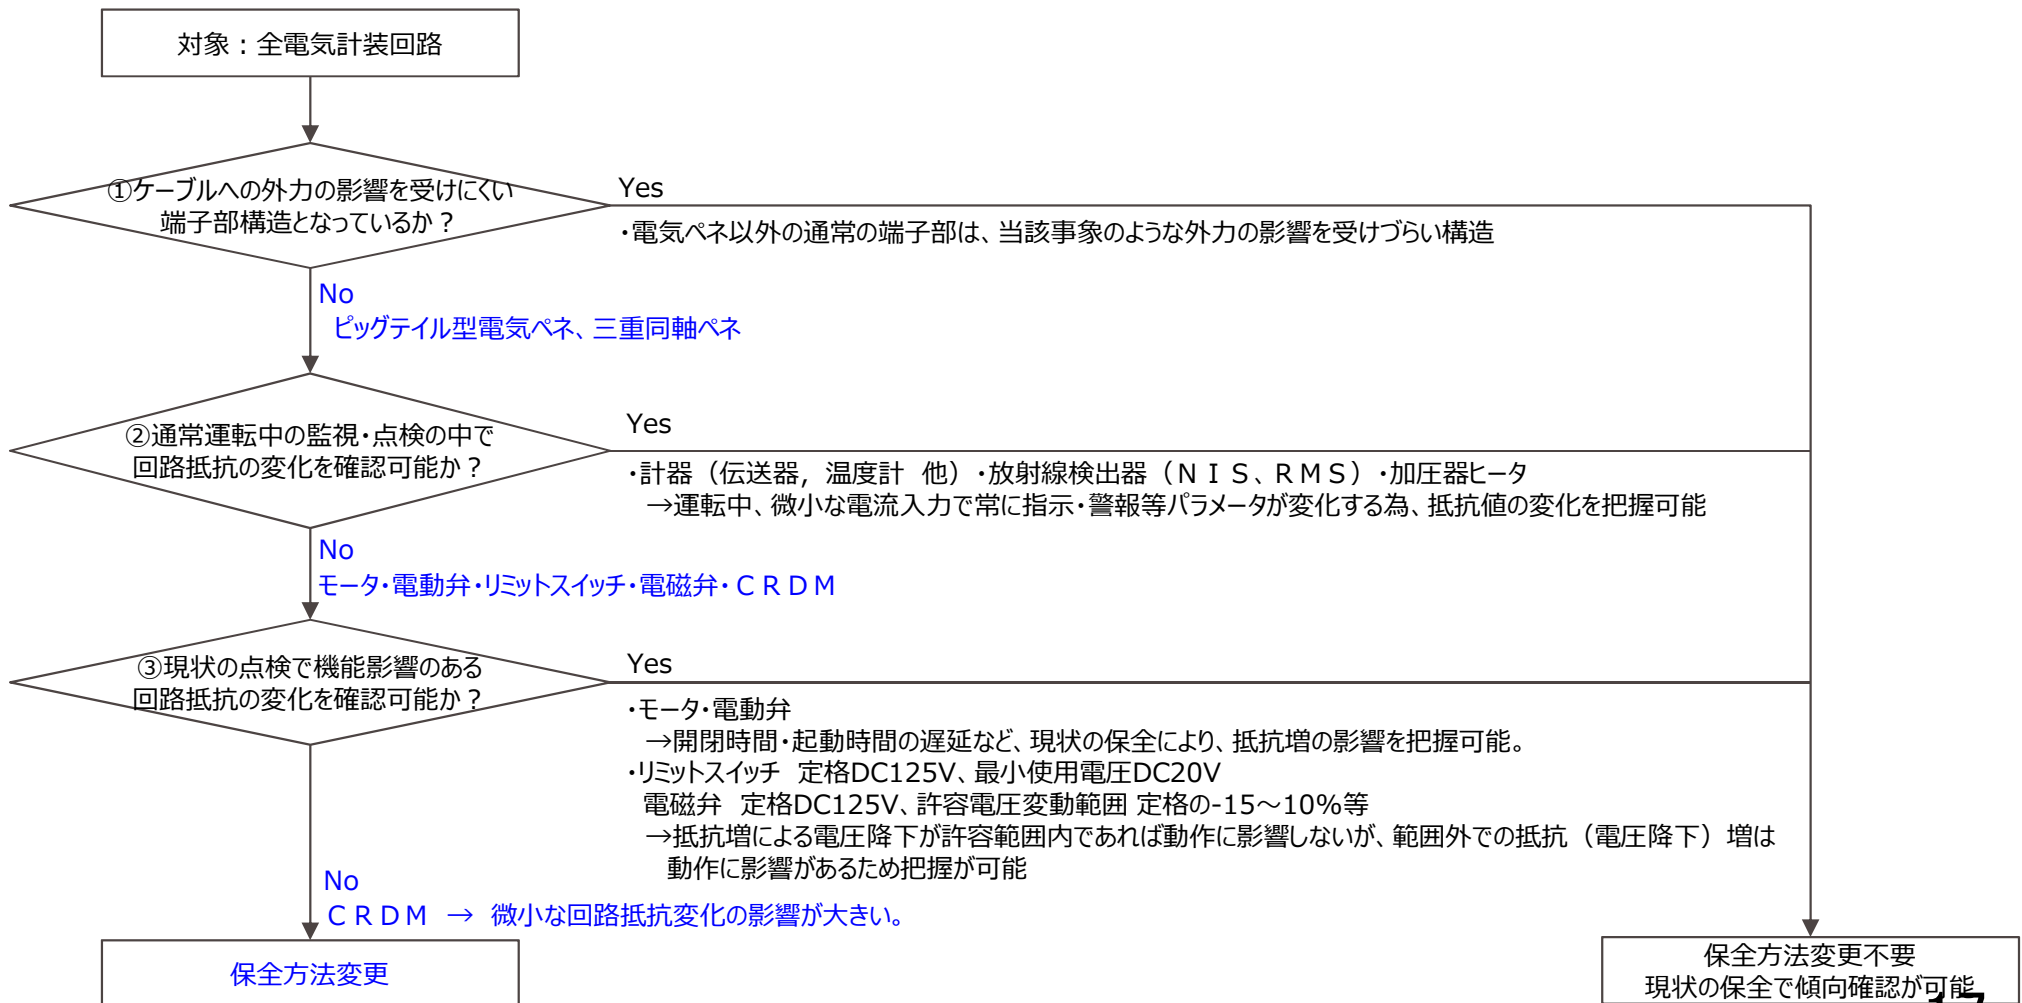 対象：全電気計装回路
①ケーブルへの外力の影響を受けにくい
端子部構造となっているか？
Yes
・電気ペネ以外の通常の端子部は、当該事象のような外力の影響を受けづらい構造
No
ピッグテイル型電気ペネ、三重同軸ペネ
②通常運転中の監視・点検の中で
回路抵抗の変化を確認可能か？
Yes
・計器（伝送器，温度計　他）・放射線検出器（ＮＩＳ、ＲＭＳ）・加圧器ヒータ
→運転中、微小な電流入力で常に指示・警報等パラメータが変化する為、抵抗値の変化を把握可能
No
モータ・電動弁・リミットスイッチ・電磁弁・ＣＲＤＭ
③現状の点検で機能影響のある
回路抵抗の変化を確認可能か？
Yes
・モータ・電動弁
→開閉時間・起動時間の遅延など、現状の保全により、抵抗増の影響を把握可能。
・リミットスイッチ　定格DC125V、最小使用電圧DC20V
電磁弁　定格DC125V、許容電圧変動範囲 定格の-15～10%等
→抵抗増による電圧降下が許容範囲内であれば動作に影響しないが、範囲外での抵抗（電圧降下）増は
動作に影響があるため把握が可能
No
ＣＲＤＭ　→　微小な回路抵抗変化の影響が大きい。
保全方法変更
保全方法変更不要
現状の保全で傾向確認が可能
17